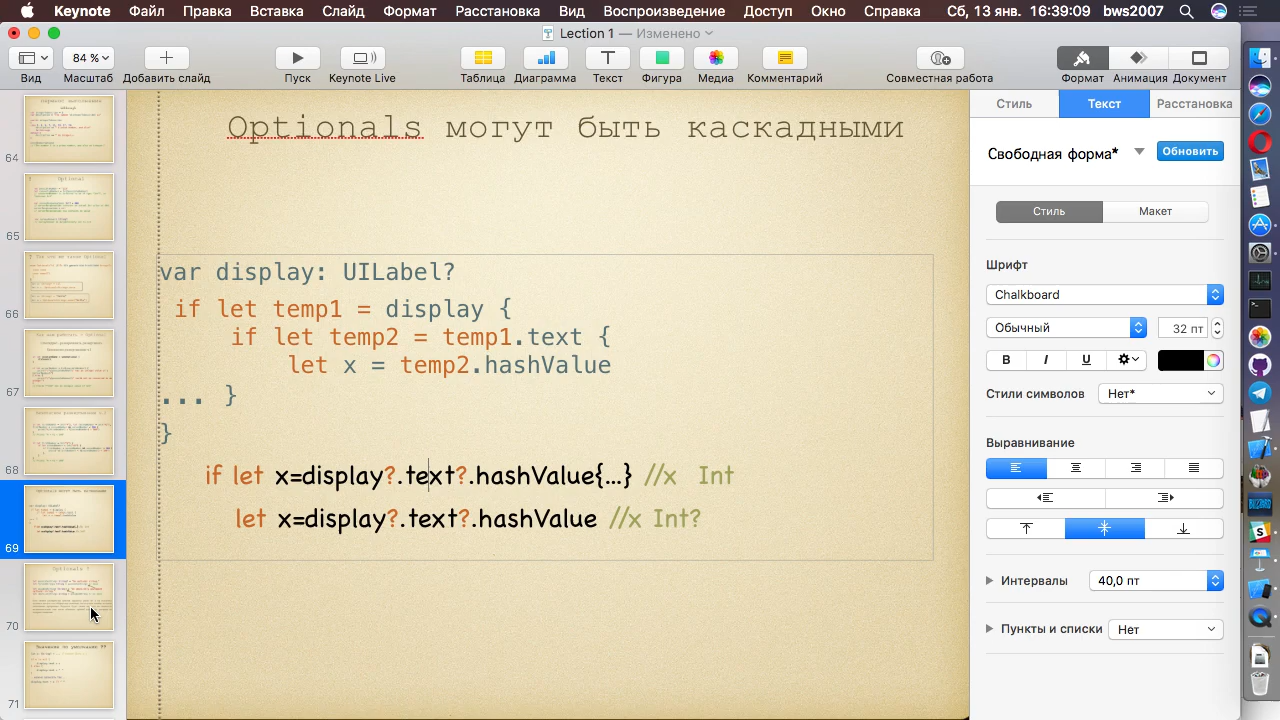 Keynote Файл Правка Вставка Слайд Формат Расстановка Вид Воспроизведение Доступ Окно Справка Сб, 13 янв. 16:39:09 bws2007
Lection 1 — Изменено
84 %
Вид Масштаб Добавить слайд Пуск Keynote Live Таблица Диаграмма Текст Фигура Медиа Комментарий Совместная работа Формат Анимация Документ
Стиль Текст Расстановка
Свободная форма* Обновить
Стиль Макет
Шрифт
Chalkboard
Обычный 32 пт
B I U
Стили символов Нет*
Выравнивание
Интервалы 40,0 пт
Пункты и списки Нет
64
65
Optional
66
67
68
69
70
Optionals ?
71
Optionals могут быть каскадными
var display: UILabel?
if let temp1 = display {
if let temp2 = temp1.text {
let x = temp2.hashValue
... }
}
if let x=display?.text?.hashValue{...} //x Int
let x=display?.text?.hashValue //x Int?